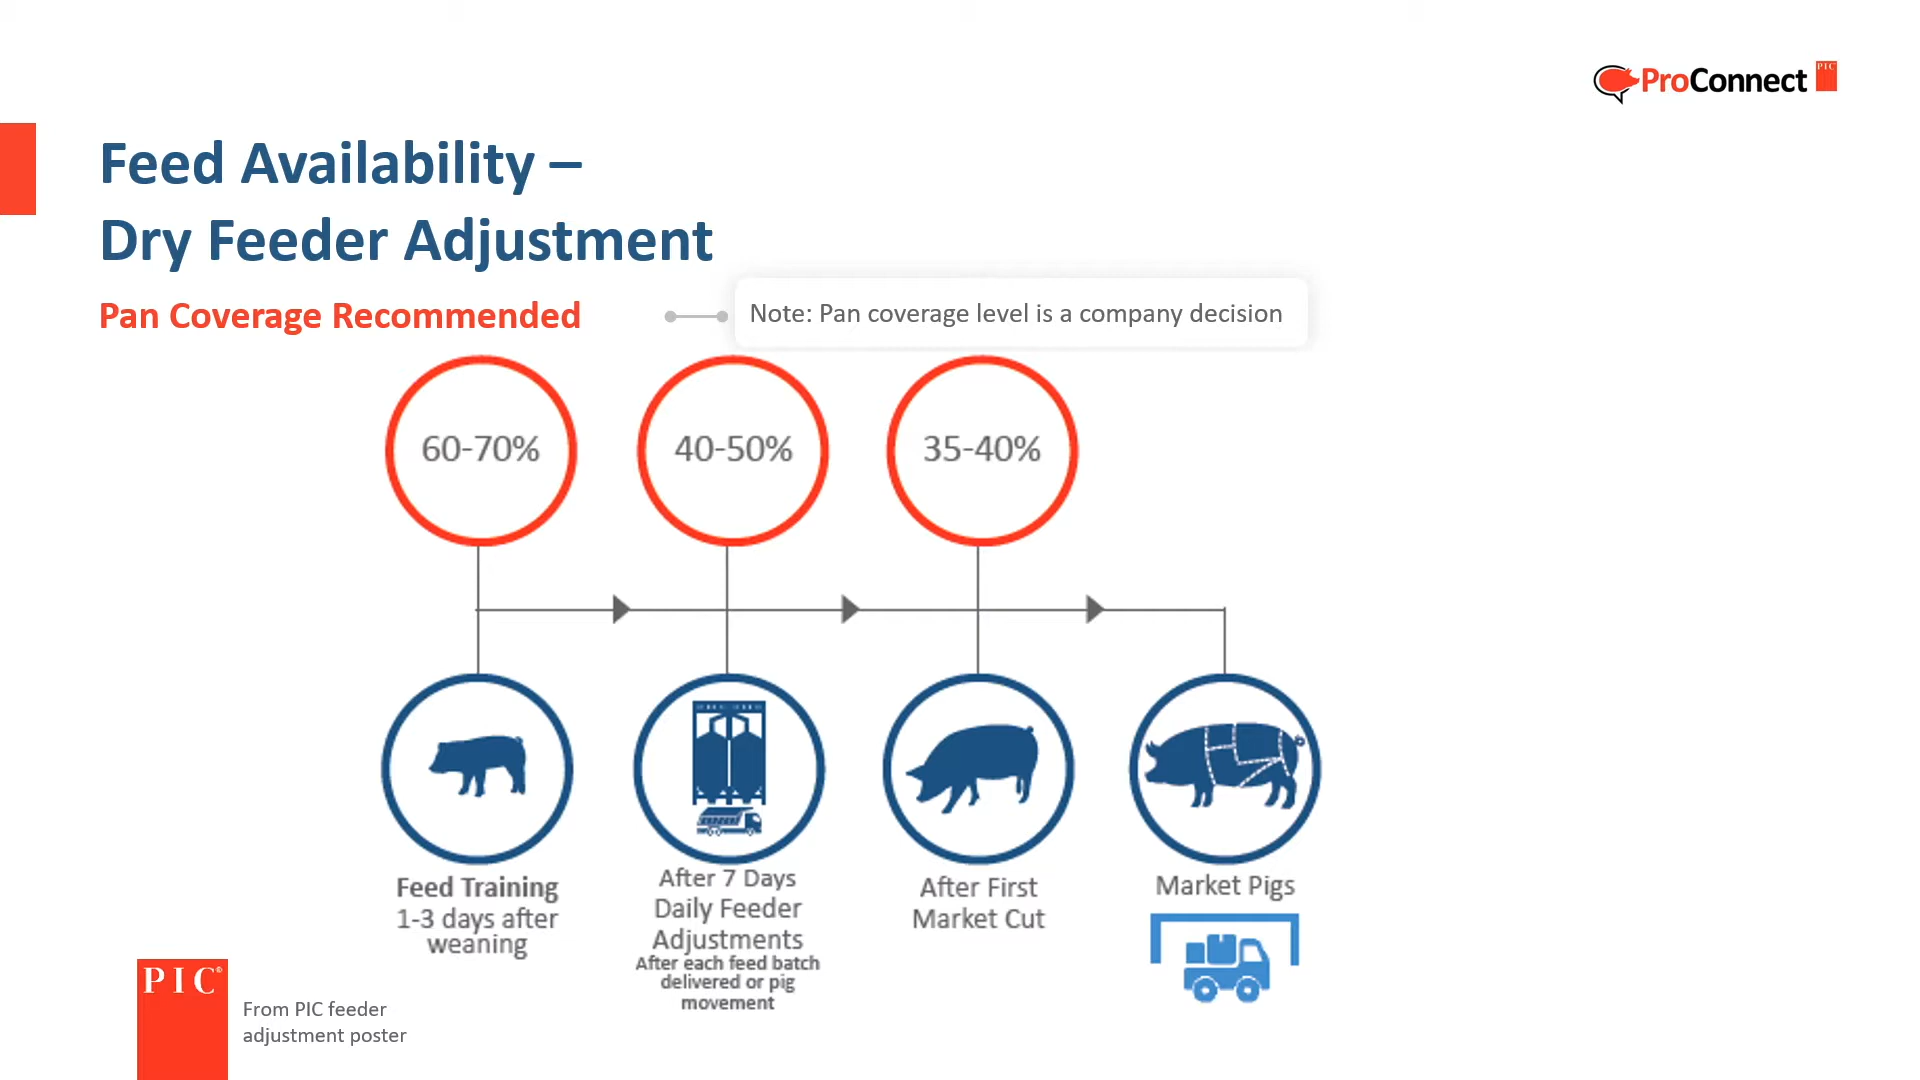 ProConnect PIC
Feed Availability –
Dry Feeder Adjustment
Pan Coverage Recommended
Note: Pan coverage level is a company decision
60-70%
40-50%
35-40%
Feed Training
1-3 days after
weaning
After 7 Days
Daily Feeder
Adjustments
After each feed batch
delivered or pig
movement
After First
Market Cut
Market Pigs
PIC®
From PIC feeder
adjustment poster